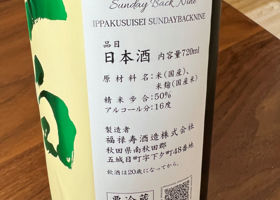 Sunday Back Nine
IPPAKUSUISEI SUNDAYBACKNINE
品目
日本酒 内容量720ml
原材料名：米(国産)、
米麹(国産米)
精米歩合：50%
アルコール分：16度
製造者
福禄寿酒造株式会社
秋田県南秋田郡
五城目町字下タ町48番地
飲酒は20歳になってから。
要冷蔵